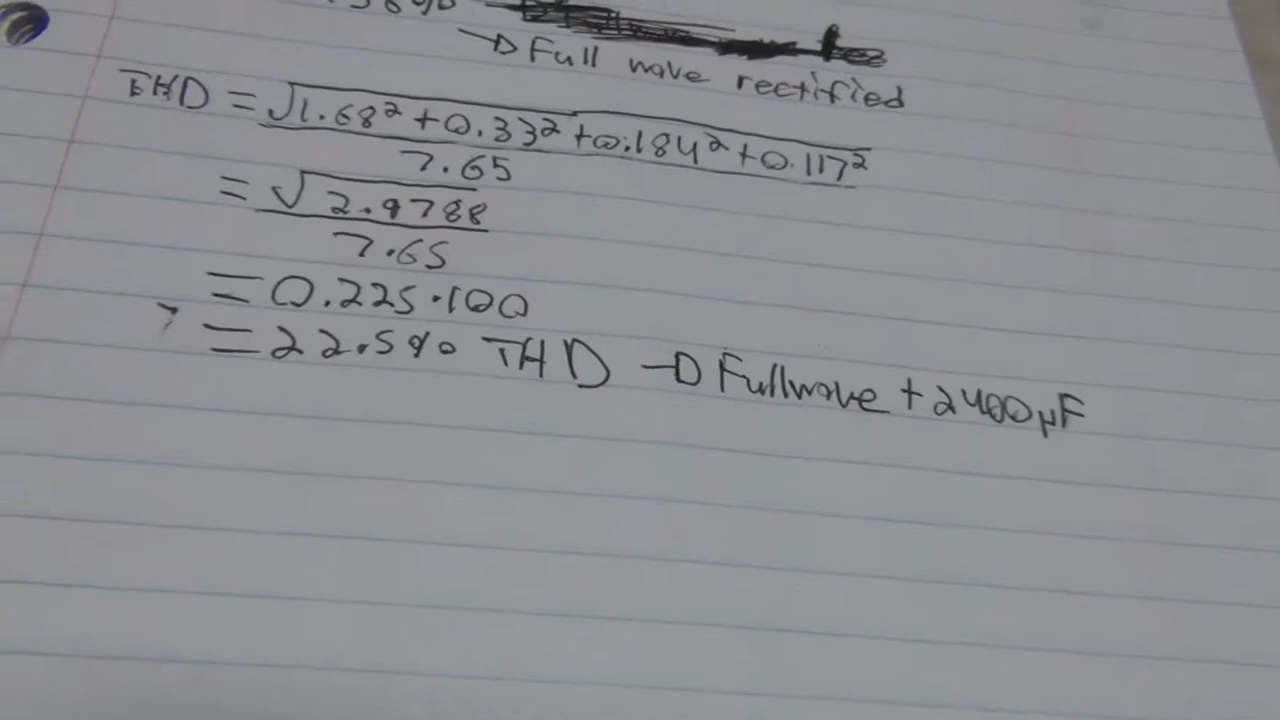 → Full wave rectified
THD = √1.68² + 0.33² + 0.184² + 0.117²
7.65
= √2.9788
7.65
= 0.225·100
= 22.5% THD → Fullwave + 2400µF